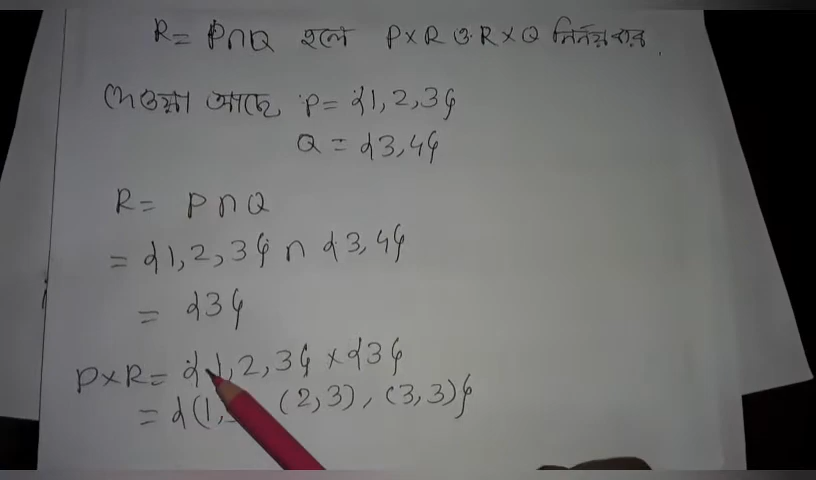 R = P∩Q হলে P×R ও R×Q নির্নয় কর.
দেওয়া আছে, P = {1, 2, 3}
Q = {3, 4}
R = P∩Q
= {1, 2, 3} ∩ {3, 4}
= {3}
P×R = {1, 2, 3} × {3}
= {(1, (2, 3), (3, 3)}